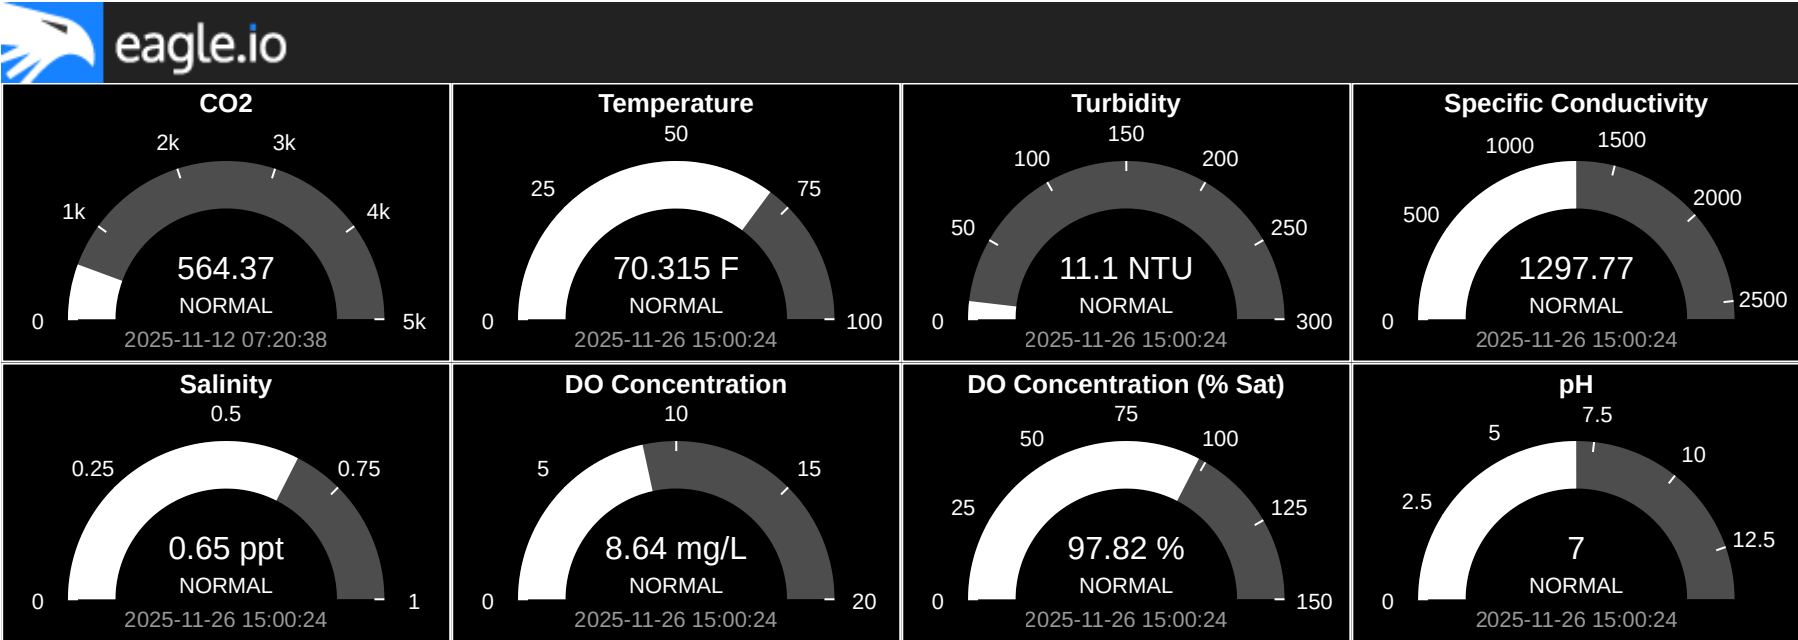 eagle.io
CO2
0
1k
2k
3k
4k
5k
564.37
NORMAL
2025-11-12 07:20:38
Temperature
0
25
50
75
100
70.315 F
NORMAL
2025-11-26 15:00:24
Turbidity
0
50
100
150
200
250
300
11.1 NTU
NORMAL
2025-11-26 15:00:24
Specific Conductivity
0
500
1000
1500
2000
2500
1297.77
NORMAL
2025-11-26 15:00:24
Salinity
0
0.25
0.5
0.75
1
0.65 ppt
NORMAL
2025-11-26 15:00:24
DO Concentration
0
5
10
15
20
8.64 mg/L
NORMAL
2025-11-26 15:00:24
DO Concentration (% Sat)
0
25
50
75
100
125
150
97.82 %
NORMAL
2025-11-26 15:00:24
pH
0
2.5
5
7.5
10
12.5
7
NORMAL
2025-11-26 15:00:24